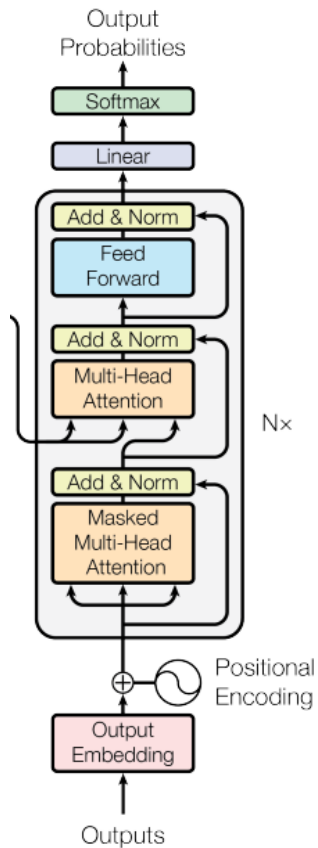 Output
Probabilities
Softmax
Linear
Add & Norm
Feed
Forward
Add & Norm
Multi-Head
Attention
N×
Add & Norm
Masked
Multi-Head
Attention
Positional
Encoding
Output
Embedding
Outputs